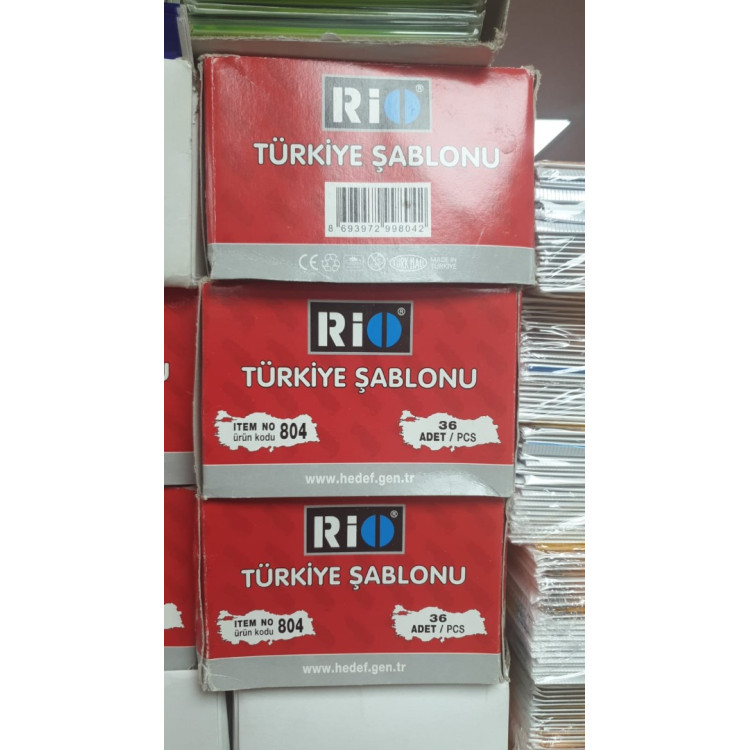 RiO®
TÜRKİYE ŞABLONU
8 693972 998042
CE
MADE IN
TÜRKİYE
RiO®
TÜRKİYE ŞABLONU
ITEM NO
ürün kodu 804
36
ADET / PCS
www.hedef.gen.tr
RiO®
TÜRKİYE ŞABLONU
ITEM NO
ürün kodu 804
36
ADET / PCS
www.hedef.gen.tr